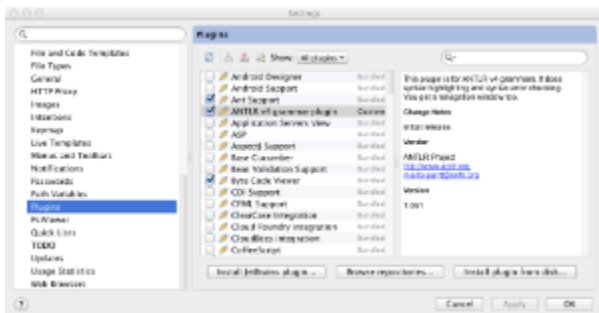 Settings
Plugins
File and Code Templates
File Types
General
HTTP Proxy
Images
Intentions
Keymap
Live Templates
Menus and Toolbars
Notifications
Passwords
Path Variables
Plugins
Quick Lists
TODO
Updates
Usage Statistics
Web Browsers
Show: All plugins
Android Designer Bundled
Android Support Bundled
Ant Support Bundled
ANTLR v4 grammar plugin Custom
Application Servers View Bundled
ASP Bundled
AspectJ Support Bundled
Base Cucumber Bundled
Bean Validation Support Bundled
Byte Code Viewer Bundled
CDI Support Bundled
CFML Support Bundled
ClearCase Integration Bundled
Cloud Foundry integration Bundled
CloudBees integration Bundled
CoffeeScript Bundled
This plugin is for ANTLR v4 grammars. It does
syntax highlighting and syntax error checking.
You get a navigation window too.
Change Notes
Initial release.
Vendor
ANTLR Project
Version
Install JetBrains plugin...
Browse repositories...
Install plugin from disk...
?
Cancel
Apply
OK